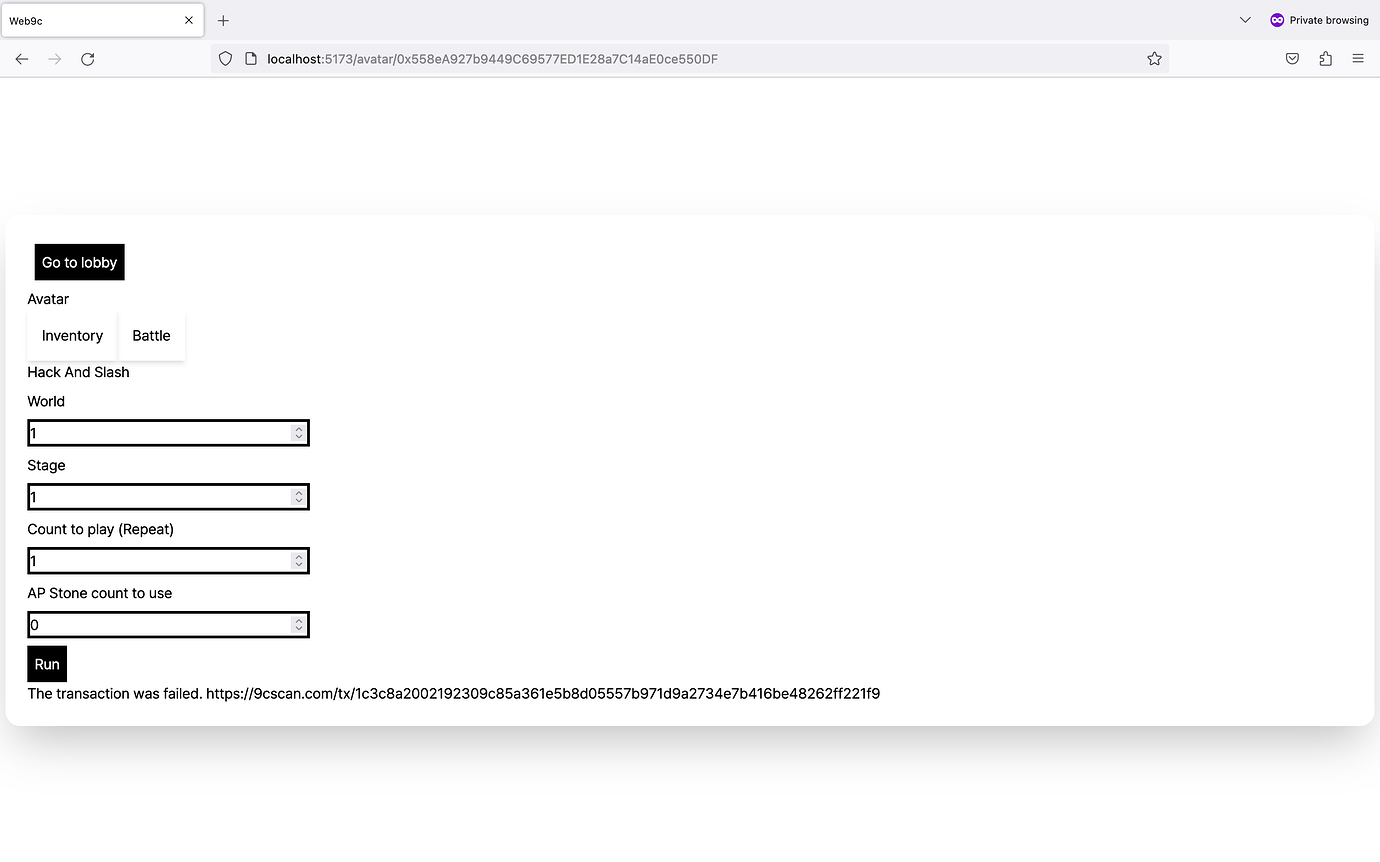 Web9c
Private browsing
localhost:5173/avatar/0x558eA927b9449C69577ED1E28a7C14aE0ce550DF
Go to lobby
Avatar
Inventory Battle
Hack And Slash
World
1
Stage
1
Count to play (Repeat)
1
AP Stone count to use
0
Run
The transaction was failed. https://9cscan.com/tx/1c3c8a2002192309c85a361e5b8d05557b971d9a2734e7b416be48262ff221f9